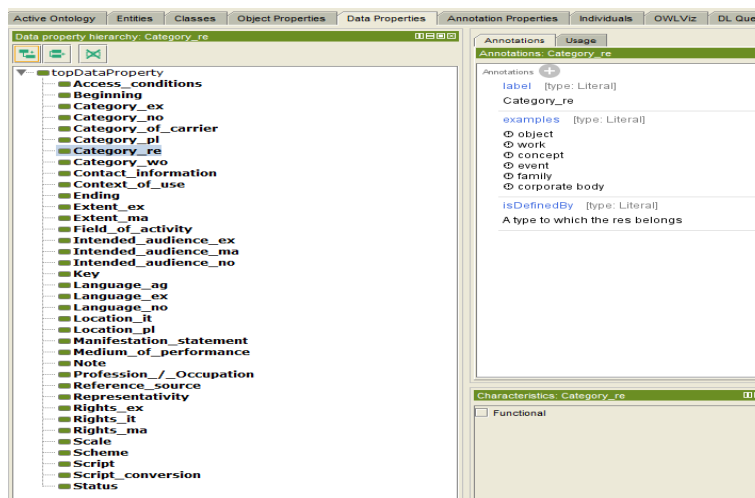 Active Ontology Entities Classes Object Properties Data Properties Annotation Properties Individuals OWLViz DL Que
Data property hierarchy: Category_re
topDataProperty
Access_conditions
Beginning
Category_ex
Category_no
Category_of_carrier
Category_pl
Category_re
Category_wo
Contact_information
Context_of_use
Ending
Extent_ex
Extent_ma
Field_of_activity
Intended_audience_ex
Intended_audience_ma
Intended_audience_no
Key
Language_ag
Language_ex
Language_no
Location_it
Location_pl
Manifestation_statement
Medium_of_performance
Note
Profession_/_Occupation
Reference_source
Representativity
Rights_ex
Rights_it
Rights_ma
Scale
Scheme
Script
Script_conversion
Status
Annotations Usage
Annotations: Category_re
Annotations
label [type: Literal]
Category_re
examples [type: Literal]
object
work
concept
event
family
corporate body
isDefinedBy [type: Literal]
A type to which the res belongs
Characteristics: Category_re
Functional